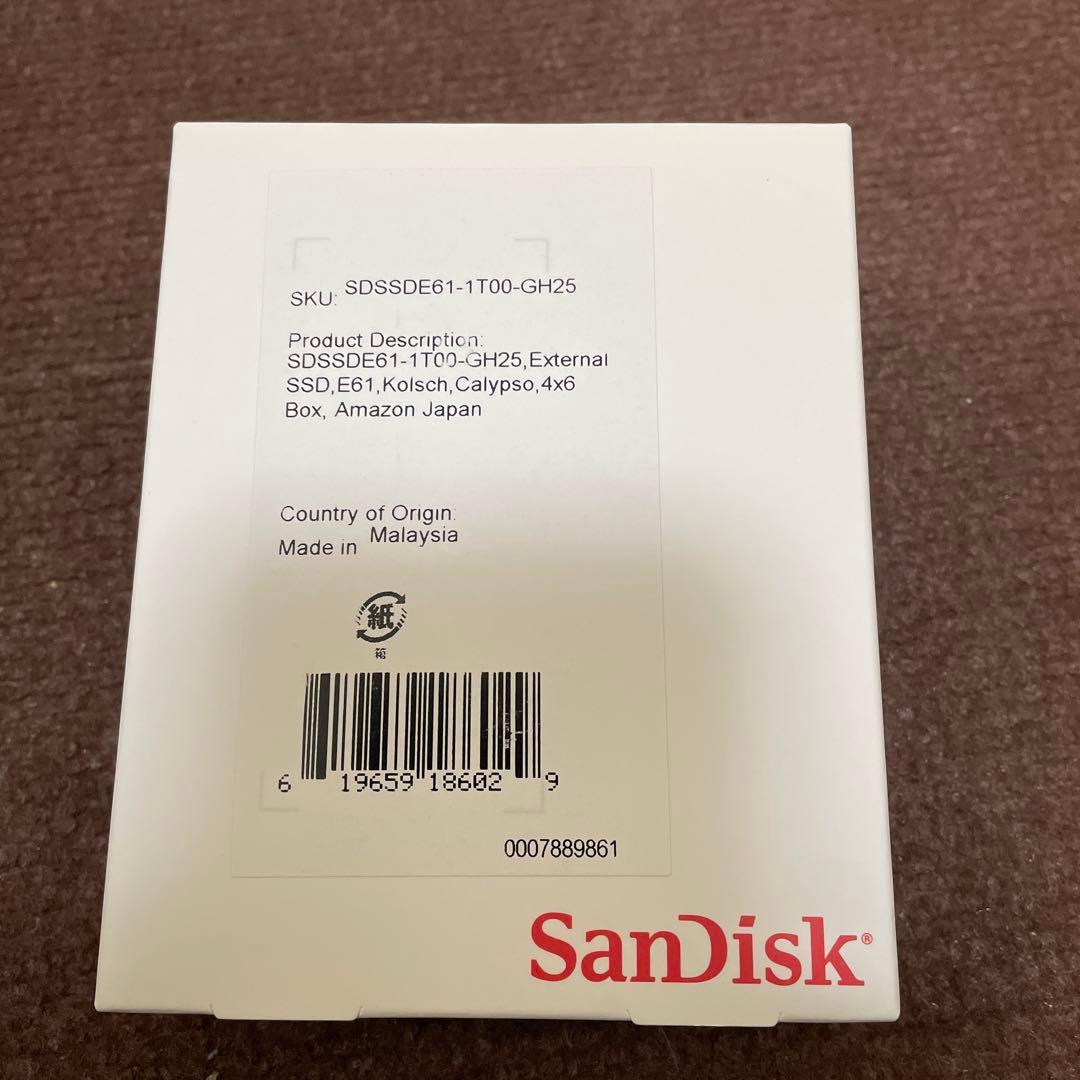 SKU: SDSSDE61-1T00-GH25
Product Description:
SDSSDE61-1T00-GH25,External
SSD,E61,Kolsch,Calypso,4x6
Box, Amazon Japan
Country of Origin:
Made in Malaysia
紙
箱
6 19659 18602 9
0007889861
SanDisk®